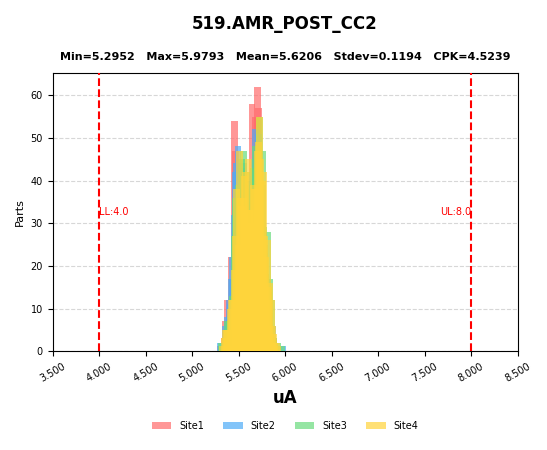 519.AMR_POST_CC2
Min=5.2952 Max=5.9793 Mean=5.6206 Stdev=0.1194 CPK=4.5239
60
50
40
30
20
10
0
Parts
LL:4.0
UL:8.0
3.500 4.000 4.500 5.000 5.500 6.000 6.500 7.000 7.500 8.000 8.500
uA
Site1 Site2 Site3 Site4